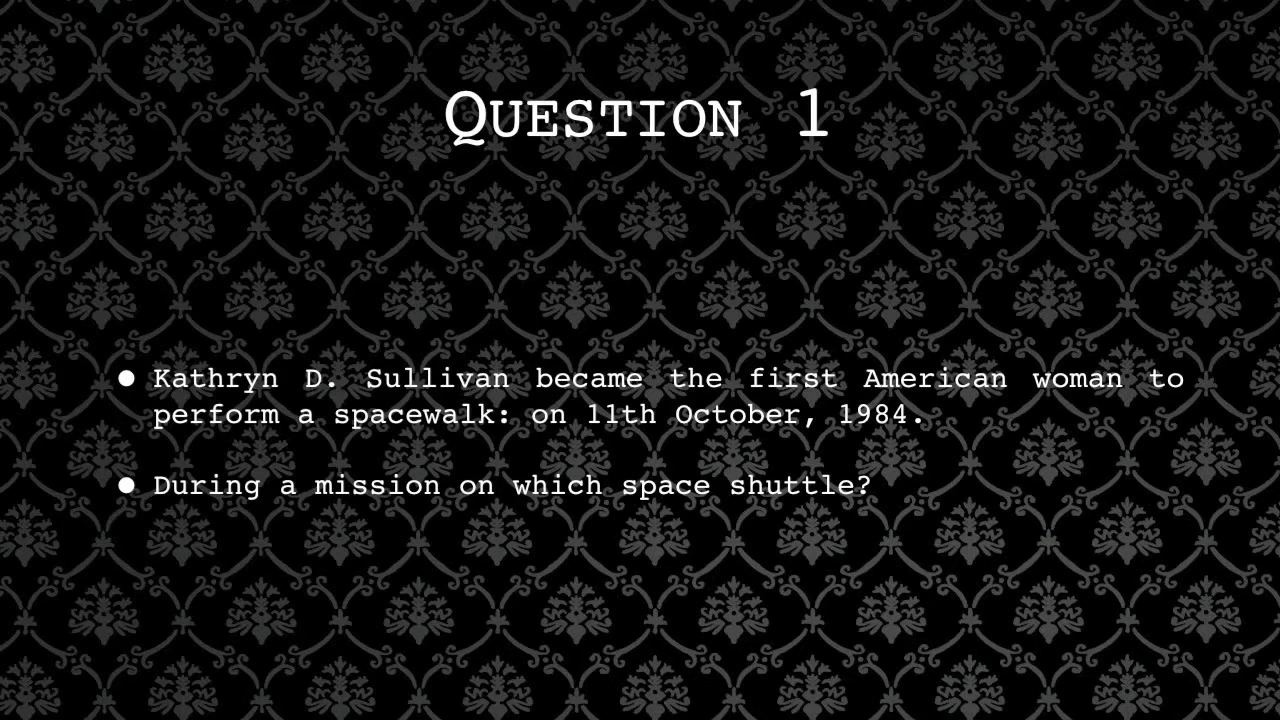 QUESTION 1
● Kathryn D. Sullivan became the first American woman to
perform a spacewalk: on 11th October, 1984.
● During a mission on which space shuttle?